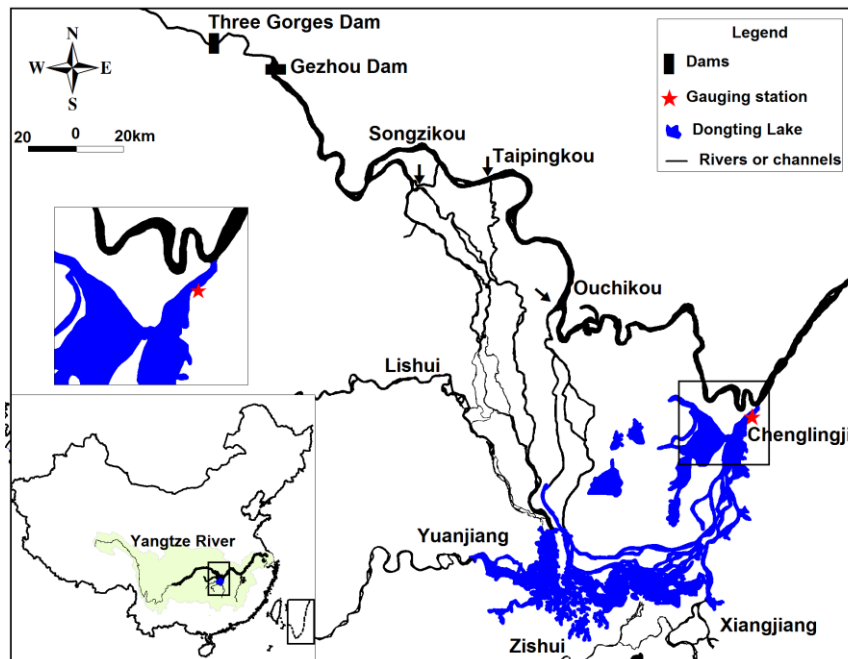 Three Gorges Dam
Gezhou Dam
N
W
E
S
20
0
20km
Songzikou
Taipingkou
Legend
Dams
Gauging station
Dongting Lake
Rivers or channels
Ouchikou
Lishui
Chenglingji
Yangtze River
Yuanjiang
Zishui
Xiangjiang